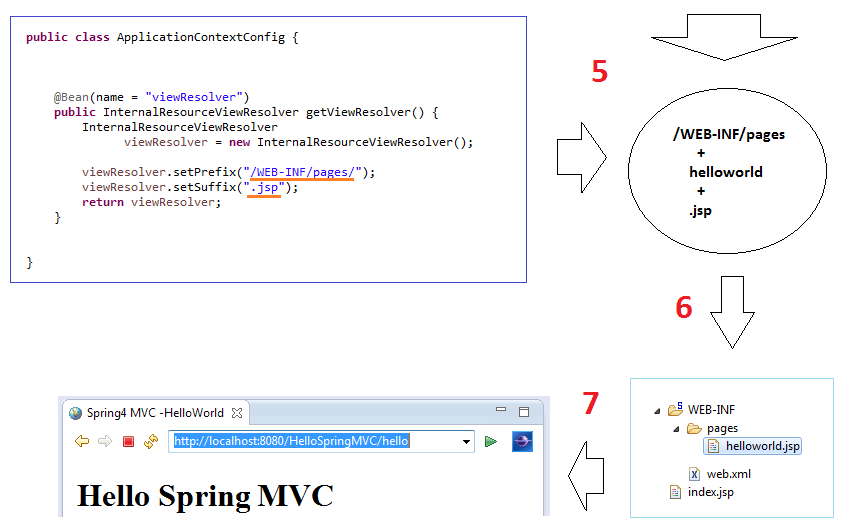 public class ApplicationContextConfig {
@Bean(name = "viewResolver")
public InternalResourceViewResolver getViewResolver() {
InternalResourceViewResolver
viewResolver = new InternalResourceViewResolver();
viewResolver.setPrefix("/WEB-INF/pages/");
viewResolver.setSuffix(".jsp");
return viewResolver;
}
}
5
/WEB-INF/pages
+
helloworld
+
.jsp
6
WEB-INF
pages
helloworld.jsp
web.xml
index.jsp
7
Spring4 MVC -HelloWorld
http://localhost:8080/HelloSpringMVC/hello
Hello Spring MVC